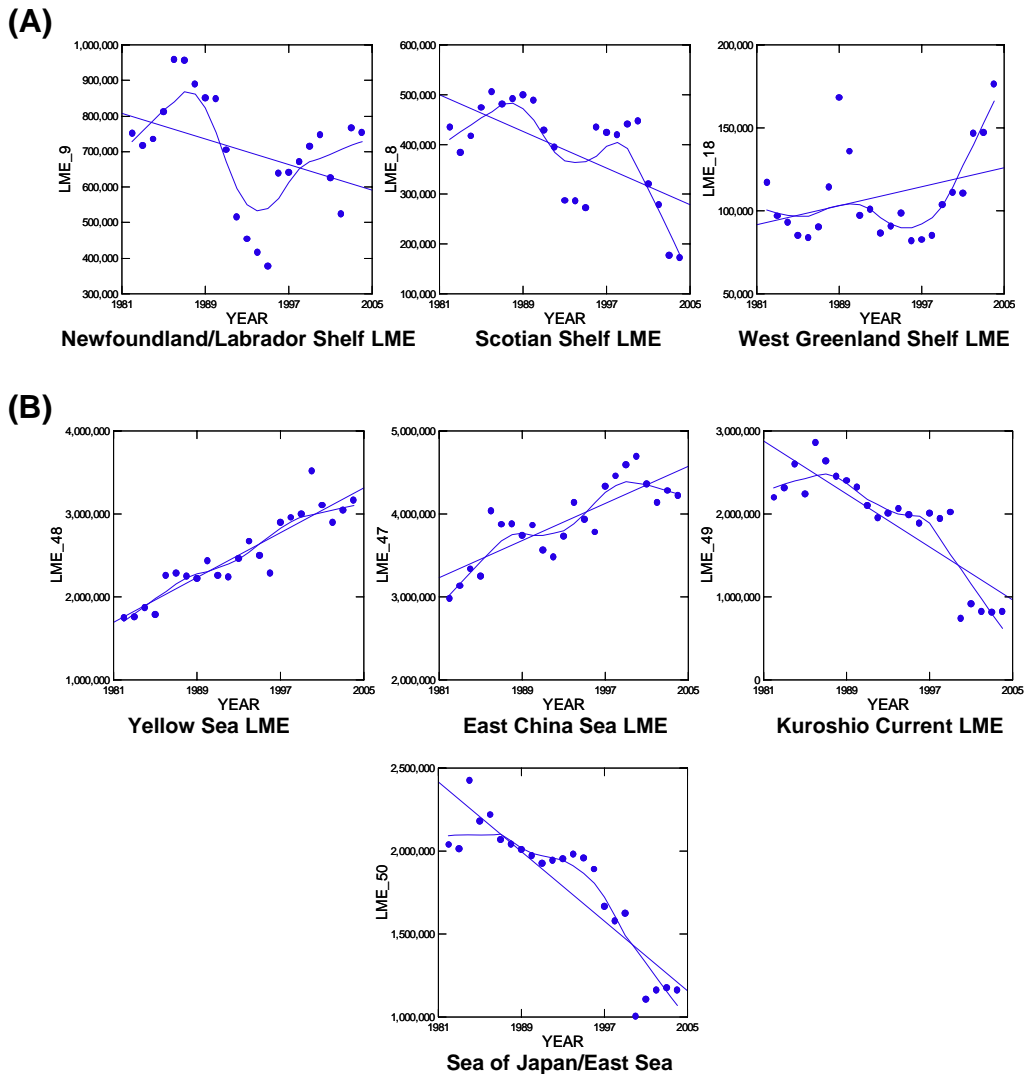 (A)
1,000,000
900,000
800,000
700,000
600,000
500,000
400,000
300,000
LME_9
1981 1989 1997 2005
YEAR
Newfoundland/Labrador Shelf LME
600,000
500,000
400,000
300,000
200,000
100,000
LME_8
1981 1989 1997 2005
YEAR
Scotian Shelf LME
200,000
150,000
100,000
50,000
LME_18
1981 1989 1997 2005
YEAR
West Greenland Shelf LME
(B)
4,000,000
3,000,000
2,000,000
1,000,000
LME_48
1981 1989 1997 2005
YEAR
Yellow Sea LME
5,000,000
4,000,000
3,000,000
2,000,000
LME_47
1981 1989 1997 2005
YEAR
East China Sea LME
3,000,000
2,000,000
1,000,000
0
LME_49
1981 1989 1997 2005
YEAR
Kuroshio Current LME
2,500,000
2,000,000
1,500,000
1,000,000
LME_50
1981 1989 1997 2005
YEAR
Sea of Japan/East Sea